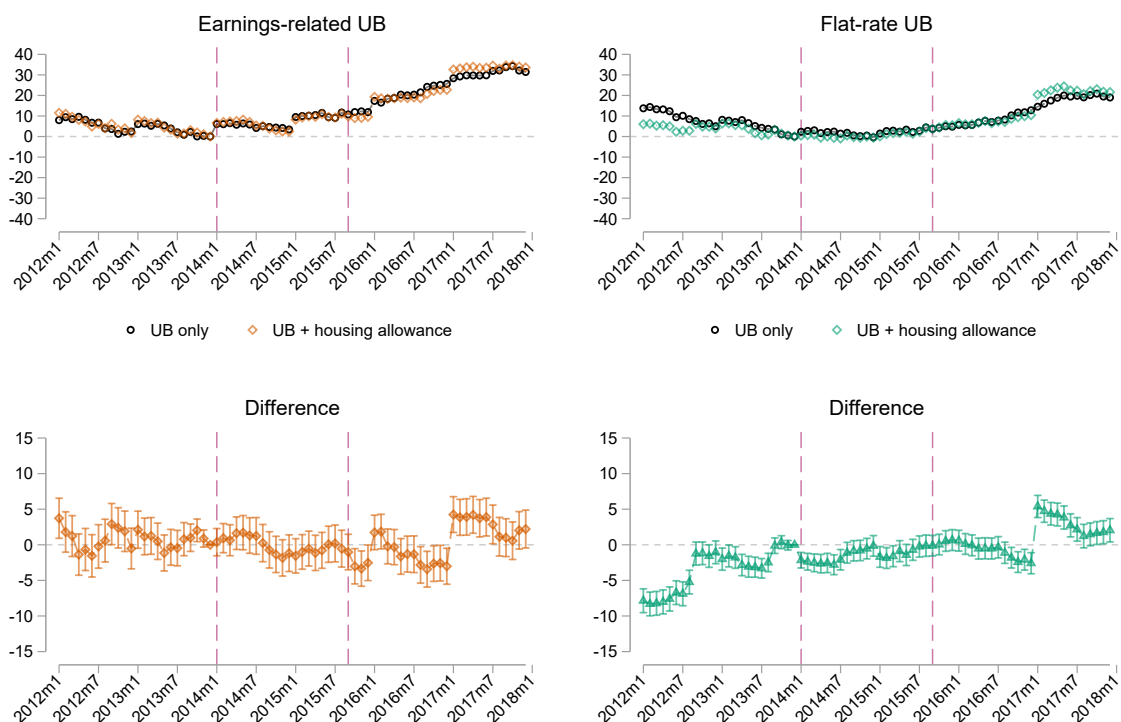 Earnings-related UB
40
30
20
10
0
-10
-20
-30
-40
2012m1
2012m7
2013m1
2013m7
2014m1
2014m7
2015m1
2015m7
2016m1
2016m7
2017m1
2017m7
2018m1
UB only
UB + housing allowance
Flat-rate UB
40
30
20
10
0
-10
-20
-30
-40
2012m1
2012m7
2013m1
2013m7
2014m1
2014m7
2015m1
2015m7
2016m1
2016m7
2017m1
2017m7
2018m1
UB only
UB + housing allowance
Difference
15
10
5
0
-5
-10
-15
2012m1
2012m7
2013m1
2013m7
2014m1
2014m7
2015m1
2015m7
2016m1
2016m7
2017m1
2017m7
2018m1
Difference
15
10
5
0
-5
-10
-15
2012m1
2012m7
2013m1
2013m7
2014m1
2014m7
2015m1
2015m7
2016m1
2016m7
2017m1
2017m7
2018m1